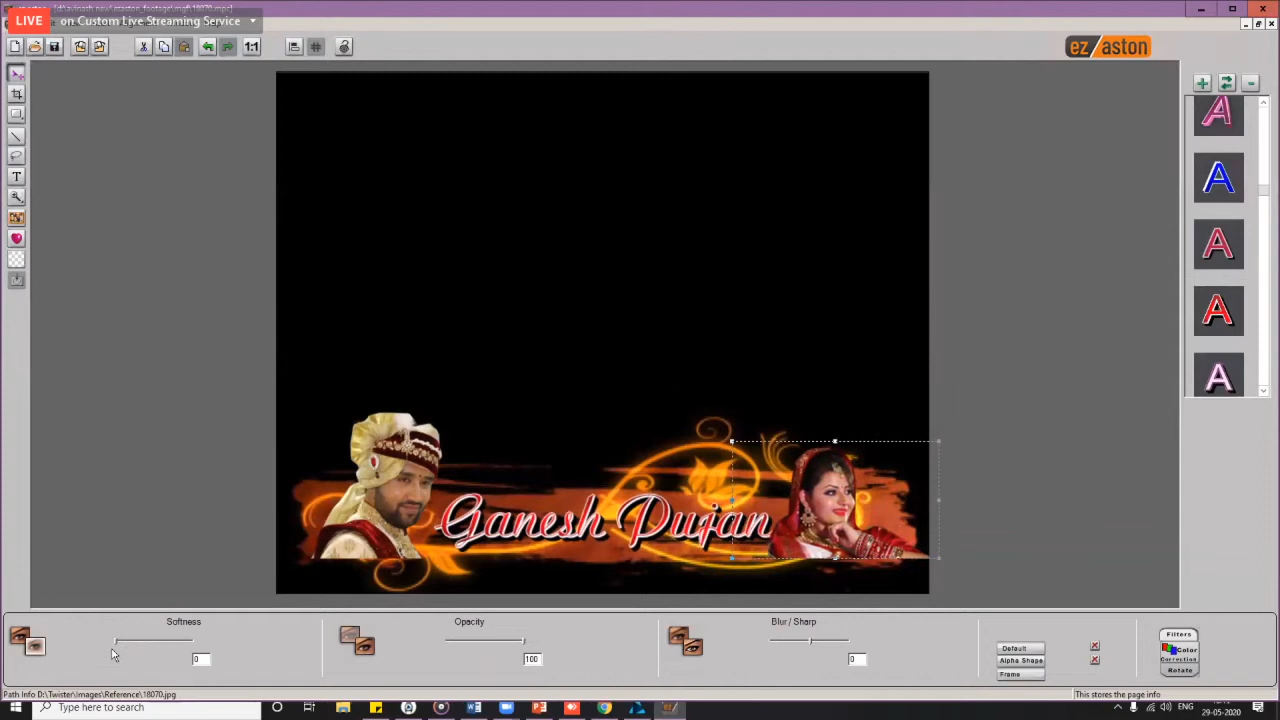 LIVE on Custom Live Streaming Service
1:1
ez/aston
T
A
A
A
A
A
Ganesh Pujan
Softness
0
Opacity
100
Blur / Sharp
0
Default
Alpha Shape
Frame
Filters
Color
Correction
Rotate
Path Info D:\Twister\Images\Reference\18070.jpg
This stores the page info
Type here to search
ENG
29-05-2020